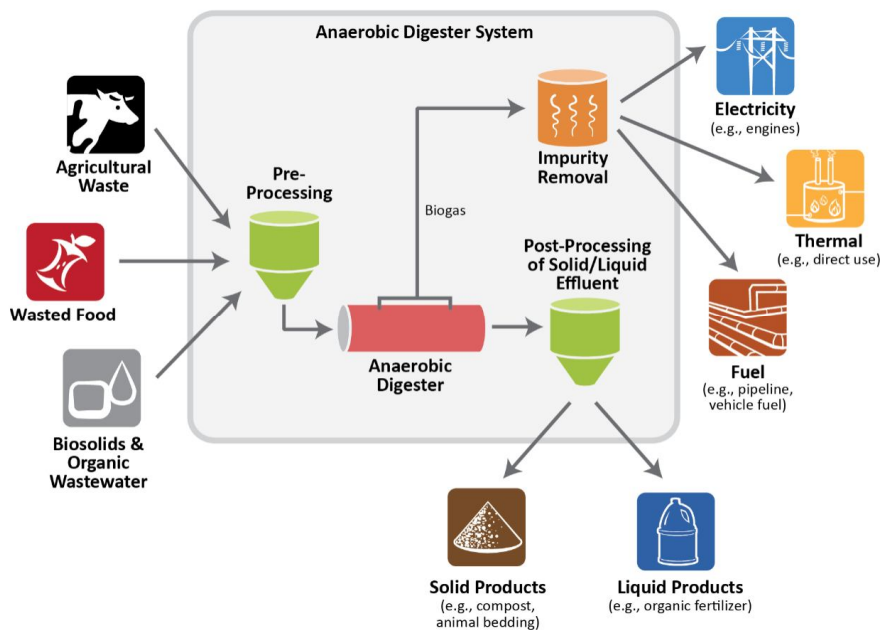 Anaerobic Digester System
Agricultural
Waste
Wasted Food
Biosolids &
Organic
Wastewater
Pre-
Processing
Biogas
Anaerobic
Digester
Impurity
Removal
Post-Processing
of Solid/Liquid
Effluent
Electricity
(e.g., engines)
Thermal
(e.g., direct use)
Fuel
(e.g., pipeline,
vehicle fuel)
Solid Products
(e.g., compost,
animal bedding)
Liquid Products
(e.g., organic fertilizer)